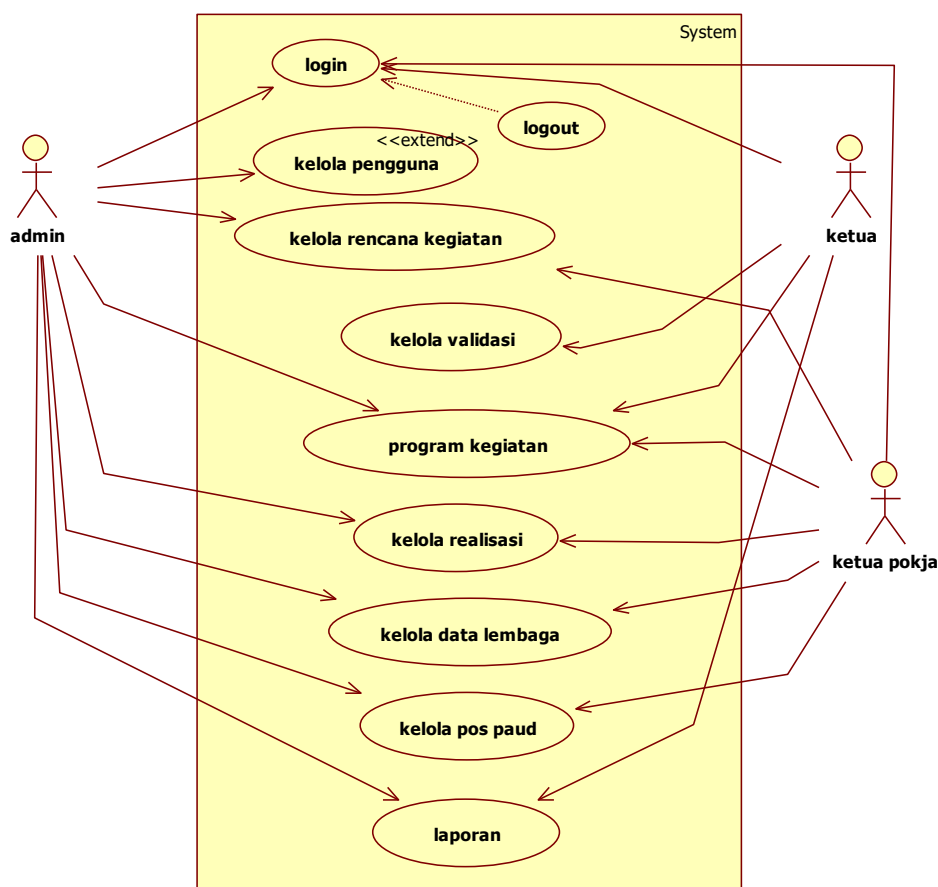 System
login
logout
<<extend>>
kelola pengguna
admin
kelola rencana kegiatan
ketua
kelola validasi
program kegiatan
kelola realisasi
ketua pokja
kelola data lembaga
kelola pos paud
laporan